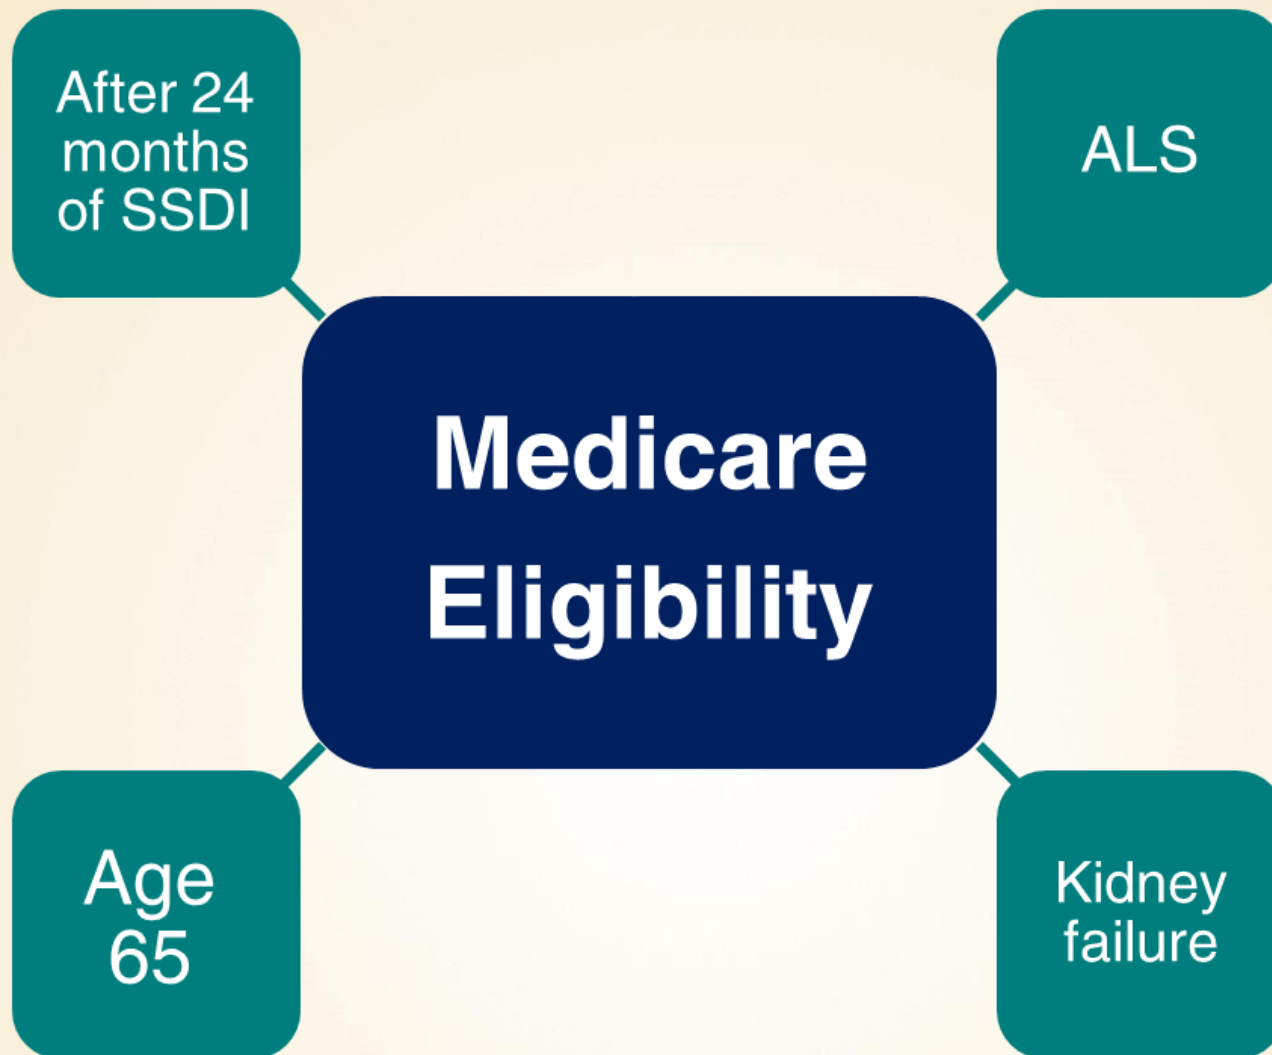 After 24
months
of SSDI
ALS
Medicare
Eligibility
Age
65
Kidney
failure